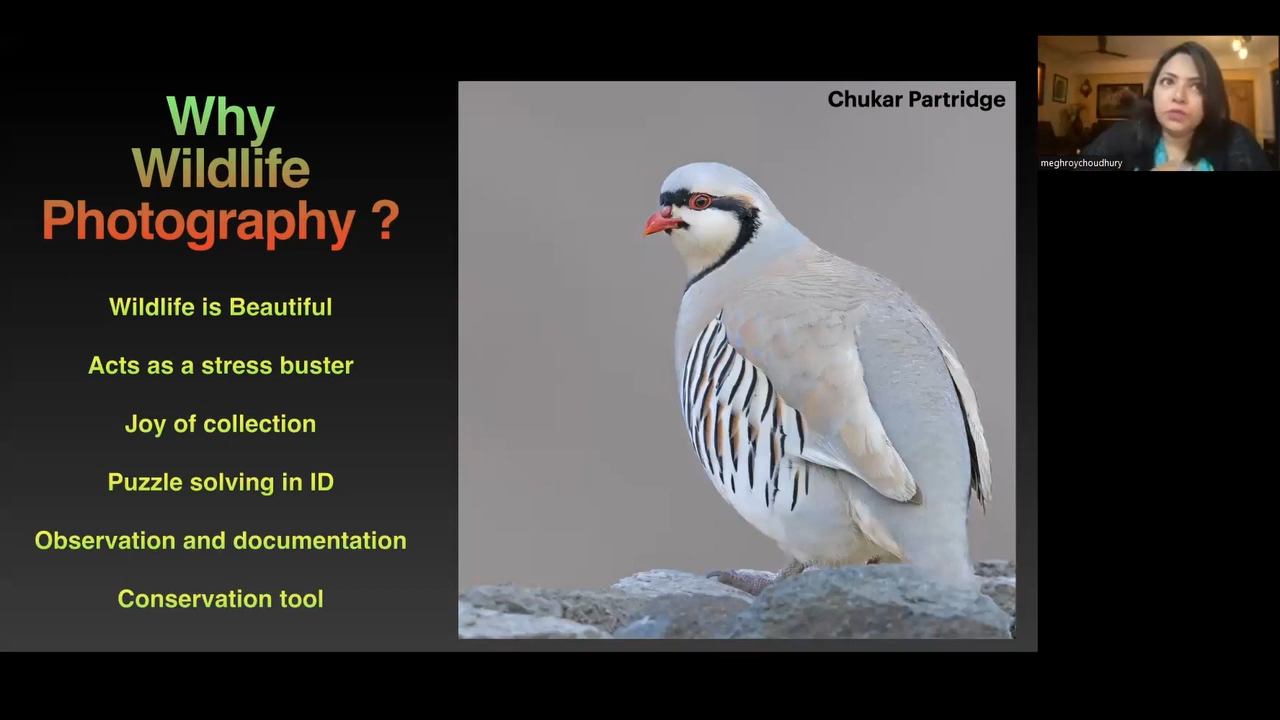 Why
Wildlife
Photography ?
Wildlife is Beautiful
Acts as a stress buster
Joy of collection
Puzzle solving in ID
Observation and documentation
Conservation tool
Chukar Partridge
meghroychoudhury